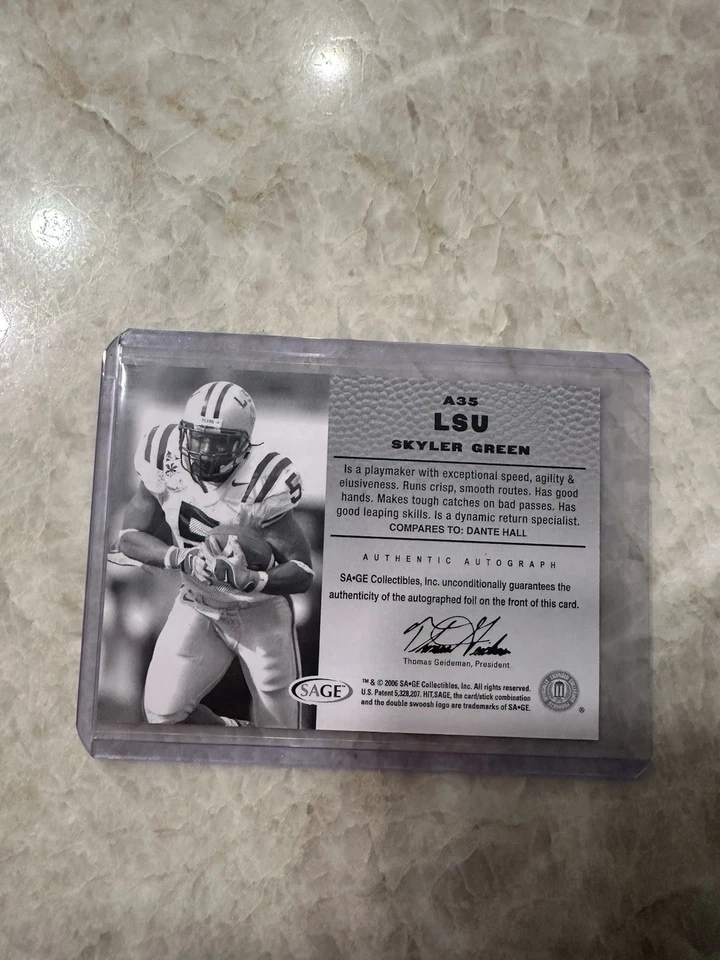 A35
LSU
SKYLER GREEN
Is a playmaker with exceptional speed, agility &
elusiveness. Runs crisp, smooth routes. Has good
hands. Makes tough catches on bad passes. Has
good leaping skills. Is a dynamic return specialist.
COMPARES TO: DANTE HALL
AUTHENTIC AUTOGRAPH
SA•GE Collectibles, Inc. unconditionally guarantees the
authenticity of the autographed foil on the front of this card.
Thomas Geideman, President
SAGE™
™ & © 2006 SA•GE Collectibles, Inc. All rights reserved.
U.S. Patent 5,328,207. HIT, SAGE, the card/stick combination
and the double swoosh logo are trademarks of SA•GE.
®
5
5